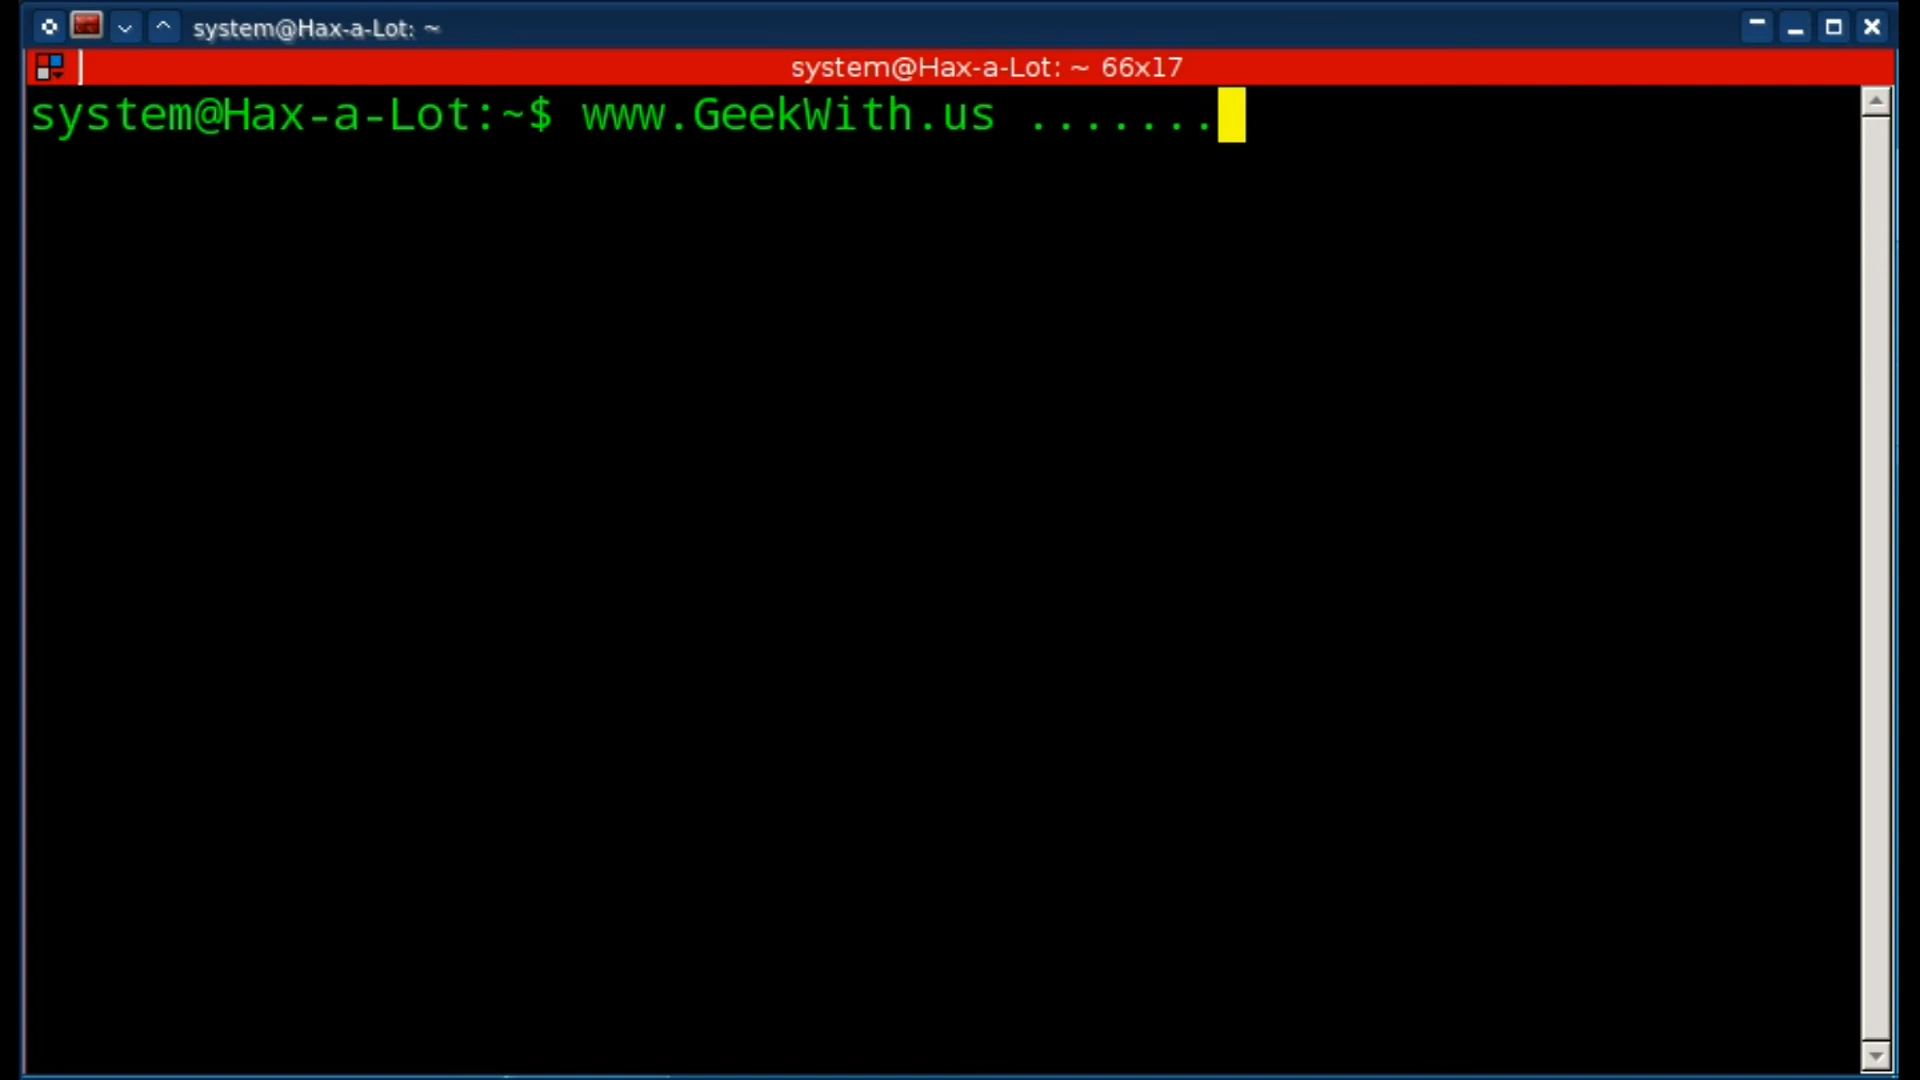 system@Hax-a-Lot: ~
system@Hax-a-Lot: ~ 66x17
system@Hax-a-Lot:~$ www.GeekWith.us .......